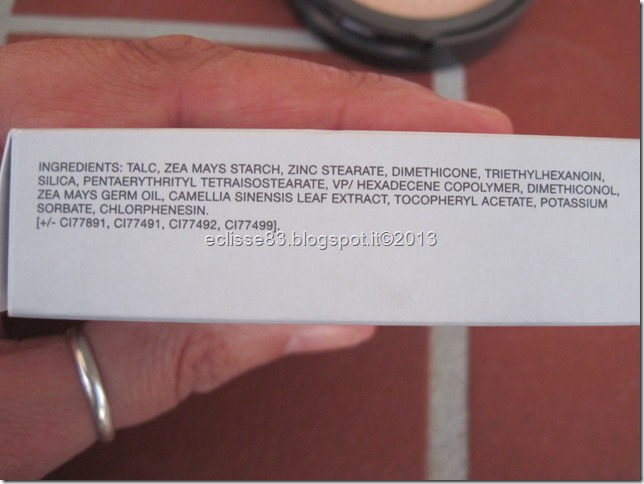 INGREDIENTS: TALC, ZEA MAYS STARCH, ZINC STEARATE, DIMETHICONE, TRIETHYLHEXANOIN,
SILICA, PENTAERYTHRITYL TETRAISOSTEARATE, VP/ HEXADECENE COPOLYMER, DIMETHICONOL,
ZEA MAYS GERM OIL, CAMELLIA SINENSIS LEAF EXTRACT, TOCOPHERYL ACETATE, POTASSIUM
SORBATE, CHLORPHENESIN.
[+/- CI77891, CI77491, CI77492, CI77499].
eclisse83.blogspot.it©2013